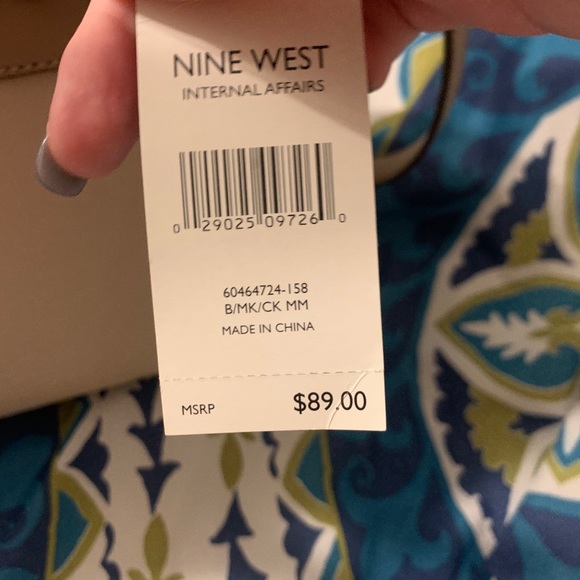 NINE WEST
INTERNAL AFFAIRS
0 29025 09726 0
60464724-158
B/MK/CK MM
MADE IN CHINA
MSRP $89.00